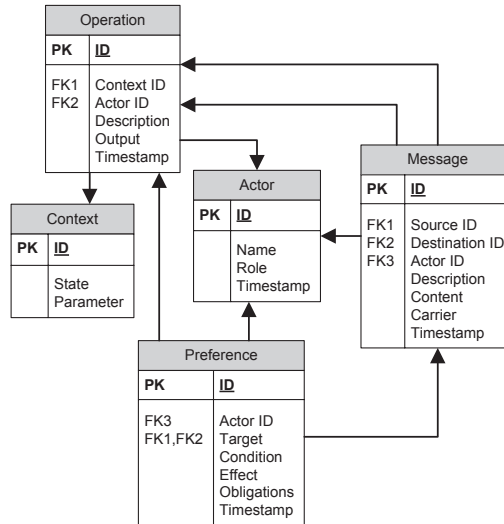 Operation
PK ID
FK1 Context ID
FK2 Actor ID
Description
Output
Timestamp
Message
PK ID
FK1 Source ID
FK2 Destination ID
FK3 Actor ID
Description
Content
Carrier
Timestamp
Actor
PK ID
Name
Role
Timestamp
Context
PK ID
State
Parameter
Preference
PK ID
FK3 Actor ID
FK1,FK2 Target
Condition
Effect
Obligations
Timestamp